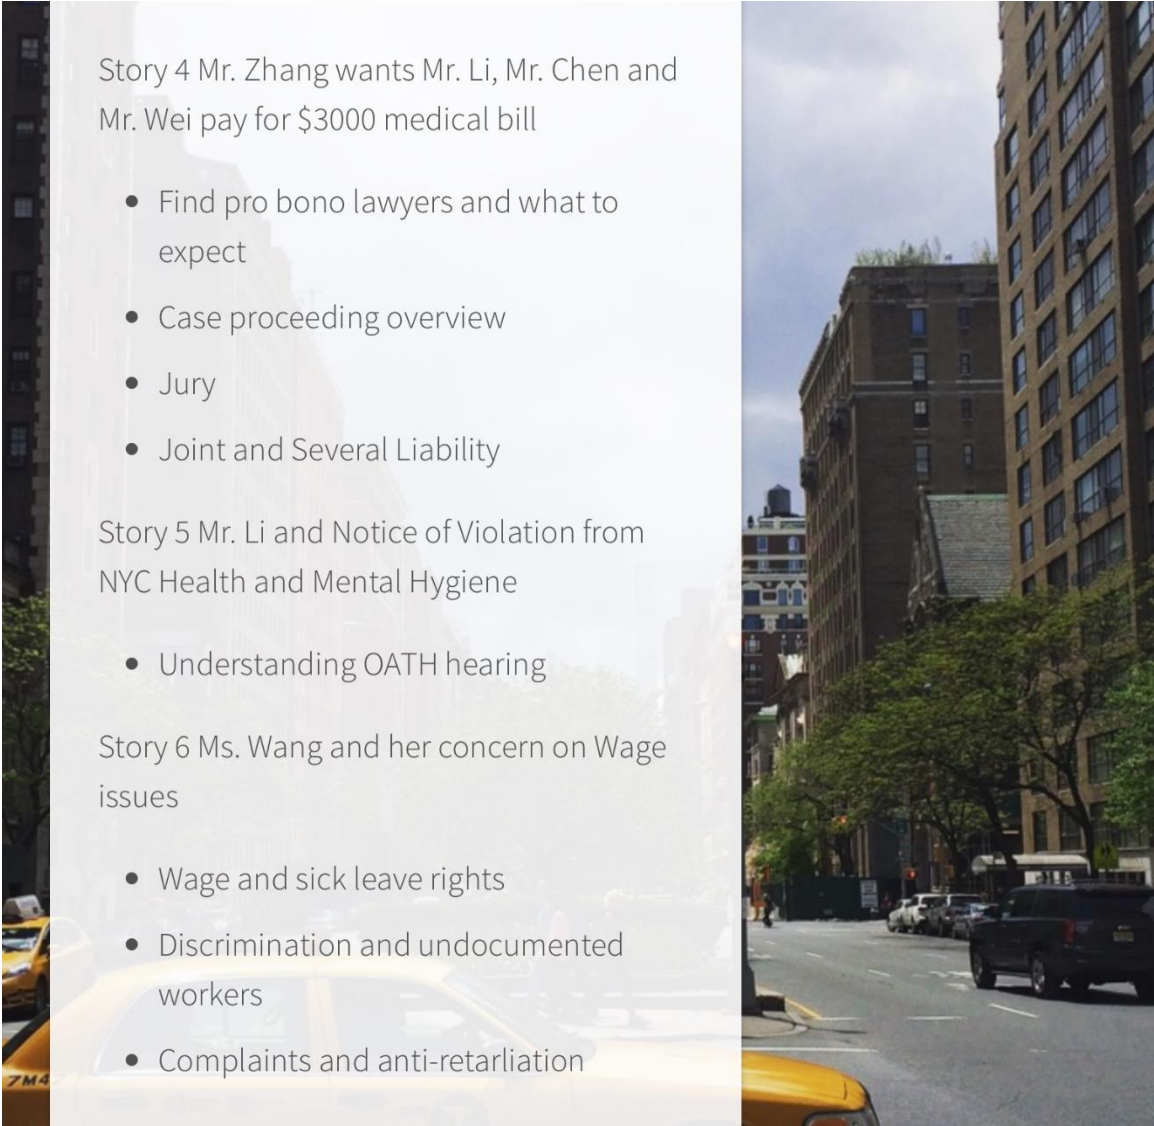 Story 4 Mr. Zhang wants Mr. Li, Mr. Chen and
Mr. Wei pay for $3000 medical bill
• Find pro bono lawyers and what to
expect
• Case proceeding overview
• Jury
• Joint and Several Liability
Story 5 Mr. Li and Notice of Violation from
NYC Health and Mental Hygiene
• Understanding OATH hearing
Story 6 Ms. Wang and her concern on Wage
issues
• Wage and sick leave rights
• Discrimination and undocumented
workers
• Complaints and anti-retarliation
7M4